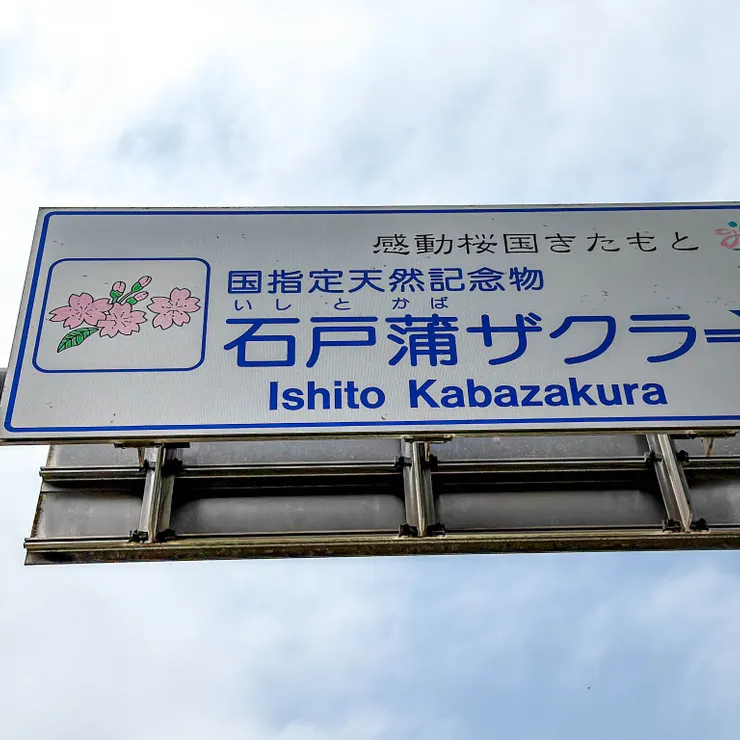 感動桜国きたもと
国指定天然記念物
いしと かば
石戸蒲ザクラ
Ishito Kabazakura